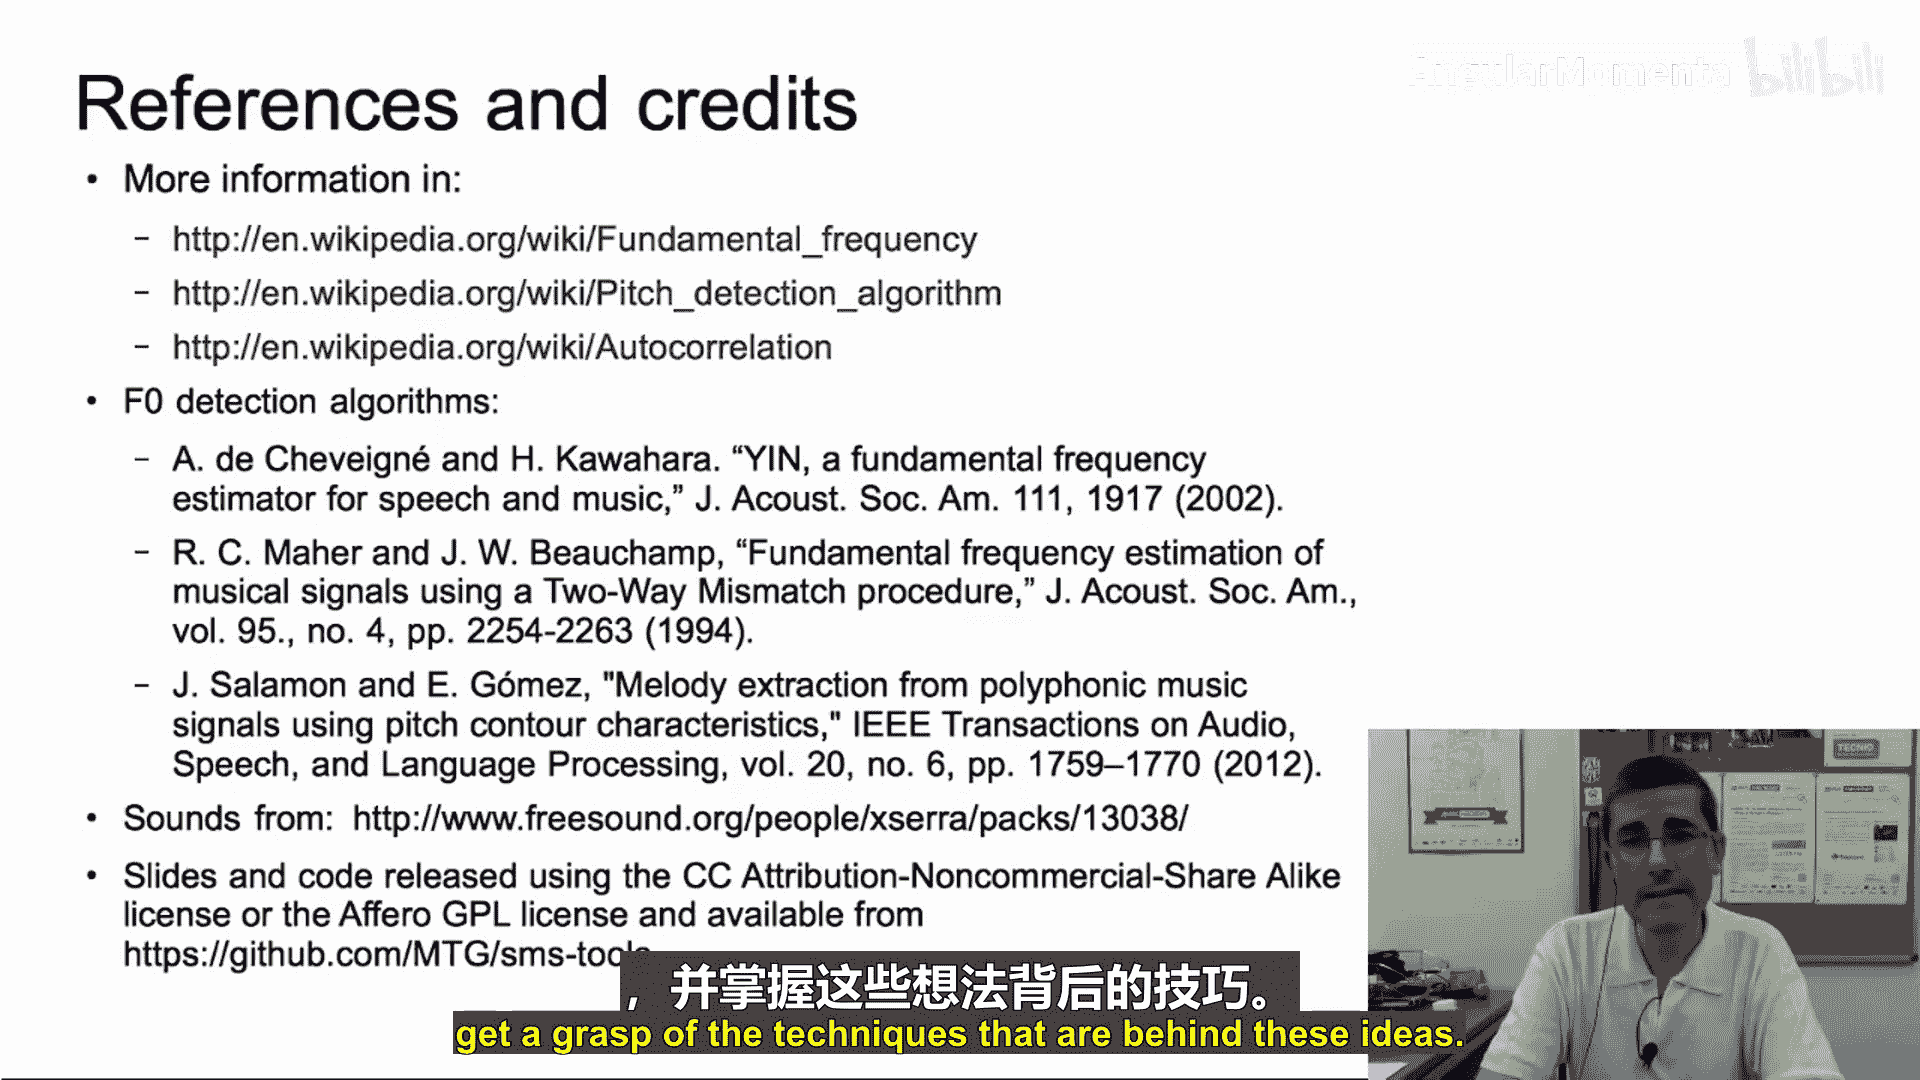 AngularMomenta bilibili
References and credits
• More information in:
– http://en.wikipedia.org/wiki/Fundamental_frequency
– http://en.wikipedia.org/wiki/Pitch_detection_algorithm
– http://en.wikipedia.org/wiki/Autocorrelation
• F0 detection algorithms:
– A. de Cheveigné and H. Kawahara. “YIN, a fundamental frequency
estimator for speech and music,” J. Acoust. Soc. Am. 111, 1917 (2002).
– R. C. Maher and J. W. Beauchamp, “Fundamental frequency estimation of
musical signals using a Two-Way Mismatch procedure,” J. Acoust. Soc. Am.,
vol. 95., no. 4, pp. 2254-2263 (1994).
– J. Salamon and E. Gómez, "Melody extraction from polyphonic music
signals using pitch contour characteristics," IEEE Transactions on Audio,
Speech, and Language Processing, vol. 20, no. 6, pp. 1759–1770 (2012).
• Sounds from: http://www.freesound.org/people/xserra/packs/13038/
• Slides and code released using the CC Attribution-Noncommercial-Share Alike
license or the Affero GPL license and available from
https://github.com/MTG/sms-tools
TECNIO
，并掌握这些想法背后的技巧。
get a grasp of the techniques that are behind these ideas.